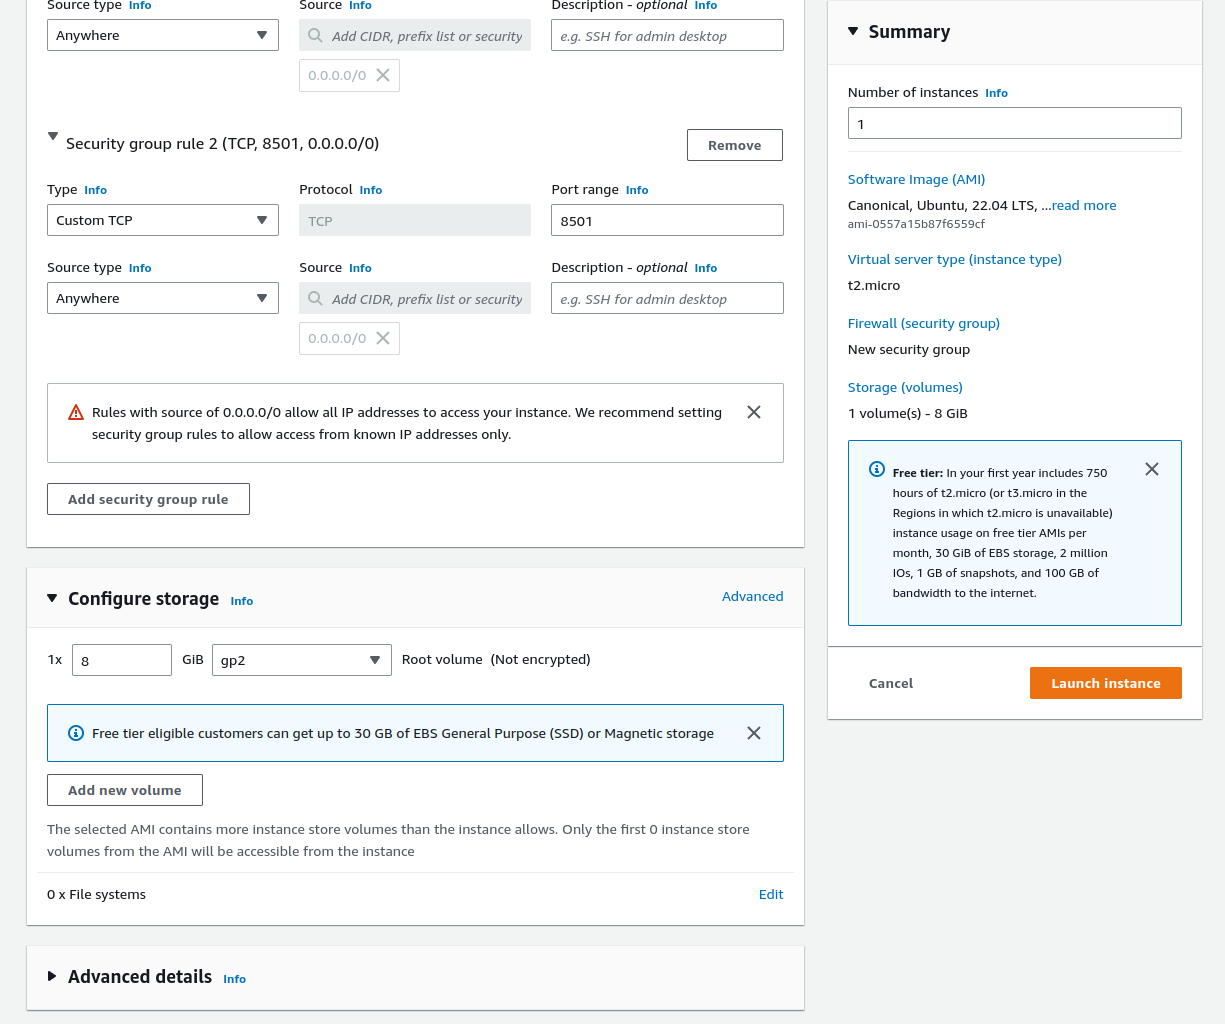 Source type Info
Source Info
Description - optional Info
Anywhere
Add CIDR, prefix list or security
e.g. SSH for admin desktop
0.0.0.0/0
Security group rule 2 (TCP, 8501, 0.0.0.0/0)
Remove
Type Info
Protocol Info
Port range Info
Custom TCP
TCP
8501
Source type Info
Source Info
Description - optional Info
Anywhere
Add CIDR, prefix list or security
e.g. SSH for admin desktop
0.0.0.0/0
Rules with source of 0.0.0.0/0 allow all IP addresses to access your instance. We recommend setting
security group rules to allow access from known IP addresses only.
Add security group rule
Configure storage Info
Advanced
1x
8
GiB
gp2
Root volume (Not encrypted)
Free tier eligible customers can get up to 30 GB of EBS General Purpose (SSD) or Magnetic storage
Add new volume
The selected AMI contains more instance store volumes than the instance allows. Only the first 0 instance store
volumes from the AMI will be accessible from the instance
0 x File systems
Edit
Advanced details Info
Summary
Number of instances Info
1
Software Image (AMI)
Canonical, Ubuntu, 22.04 LTS, ...read more
ami-0557a15b87f6559cf
Virtual server type (instance type)
t2.micro
Firewall (security group)
New security group
Storage (volumes)
1 volume(s) - 8 GiB
Free tier: In your first year includes 750
hours of t2.micro (or t3.micro in the
Regions in which t2.micro is unavailable)
instance usage on free tier AMIs per
month, 30 GiB of EBS storage, 2 million
IOs, 1 GB of snapshots, and 100 GB of
bandwidth to the internet.
Cancel
Launch instance